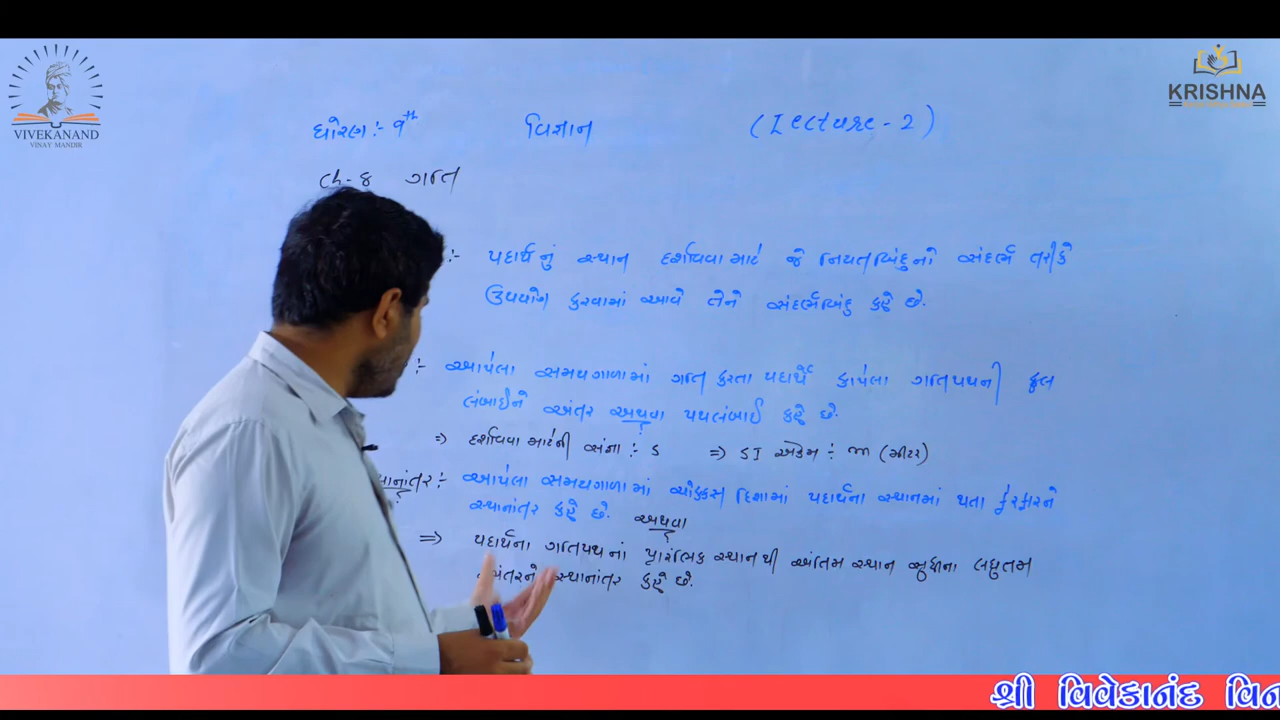 VIVEKANAND
VINAY MANDIR
KRISHNA
ધોરણ :- 9th વિજ્ઞાન (Lecture - 2)
Ch-8 ગતિ
:- પદાર્થનું સ્થાન દર્શાવવા માટે જે નિયતબિંદુનો સંદર્ભ તરીકે
ઉપયોગ કરવામાં આવે તેને સંદર્ભબિંદુ કહે છે.
:- આપેલા સમયગાળામાં ગતિ કરતા પદાર્થે કાપેલા ગતિપથની કુલ
લંબાઈને અંતર અથવા પથલંબાઈ કહે છે.
⇒ દર્શાવવા માટેની સંજ્ઞા :- S ⇒ SI એકમ :- m (મીટર)
સ્થાનાંતર :- આપેલા સમયગાળામાં ચોક્કસ દિશામાં પદાર્થના સ્થાનમાં થતા ફેરફારને
સ્થાનાંતર કહે છે. અથવા
⇒ પદાર્થના ગતિપથનાં પ્રારંભિક સ્થાનથી અંતિમ સ્થાન સુધીના લઘુતમ
અંતરને સ્થાનાંતર કહે છે.
શ્રી વિવેકાનંદ વિન